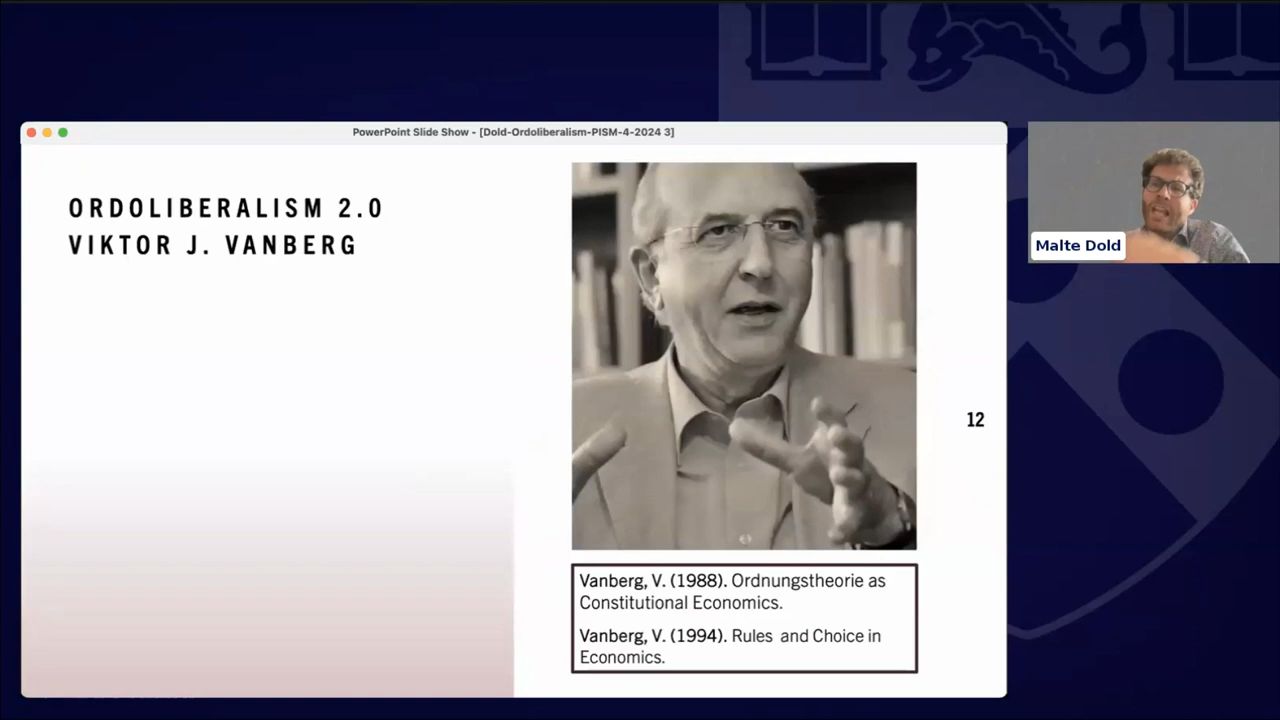 PowerPoint Slide Show - [Dold-Ordoliberalism-PISM-4-2024 3]
ORDOLIBERALISM 2.0
VIKTOR J. VANBERG
Malte Dold
12
Vanberg, V. (1988). Ordnungstheorie as
Constitutional Economics.
Vanberg, V. (1994). Rules and Choice in
Economics.